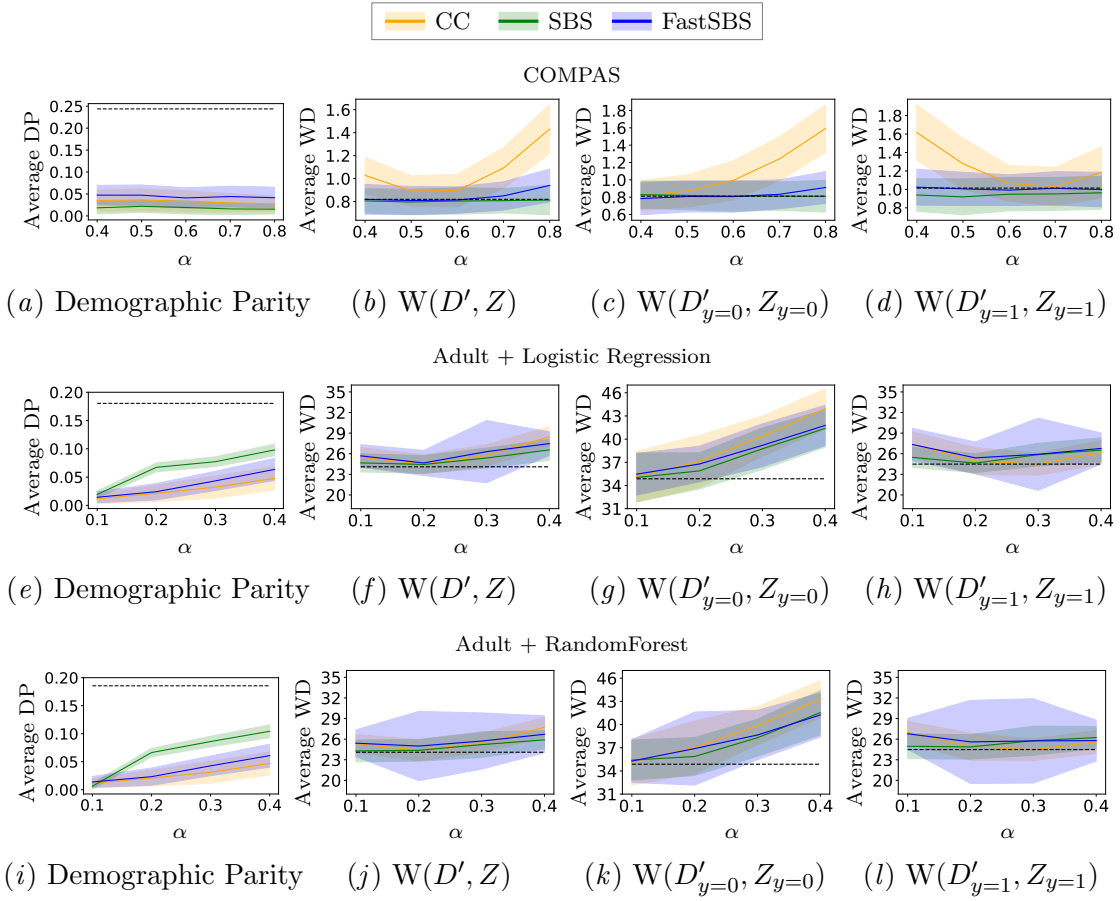 CC SBS FastSBS
COMPAS
Average DP
0.25
0.20
0.15
0.10
0.05
0.00
0.4 0.5 0.6 0.7 0.8
α
(a) Demographic Parity
Average WD
1.6
1.4
1.2
1.0
0.8
0.4 0.5 0.6 0.7 0.8
α
(b) W(D′, Z)
Average WD
1.8
1.6
1.4
1.2
1.0
0.8
0.6
0.4 0.5 0.6 0.7 0.8
α
(c) W(D′y=0, Zy=0)
Average WD
1.8
1.6
1.4
1.2
1.0
0.8
0.4 0.5 0.6 0.7 0.8
α
(d) W(D′y=1, Zy=1)
Adult + Logistic Regression
Average DP
0.20
0.15
0.10
0.05
0.00
0.1 0.2 0.3 0.4
α
(e) Demographic Parity
Average WD
35
32
29
26
23
20
0.1 0.2 0.3 0.4
α
(f) W(D′, Z)
Average WD
46
43
40
37
34
31
0.1 0.2 0.3 0.4
α
(g) W(D′y=0, Zy=0)
Average WD
35
32
29
26
23
20
0.1 0.2 0.3 0.4
α
(h) W(D′y=1, Zy=1)
Adult + RandomForest
Average DP
0.20
0.15
0.10
0.05
0.00
0.1 0.2 0.3 0.4
α
(i) Demographic Parity
Average WD
35
32
29
26
23
20
0.1 0.2 0.3 0.4
α
(j) W(D′, Z)
Average WD
46
43
40
37
34
31
0.1 0.2 0.3 0.4
α
(k) W(D′y=0, Zy=0)
Average WD
35
32
29
26
23
20
0.1 0.2 0.3 0.4
α
(l) W(D′y=1, Zy=1)